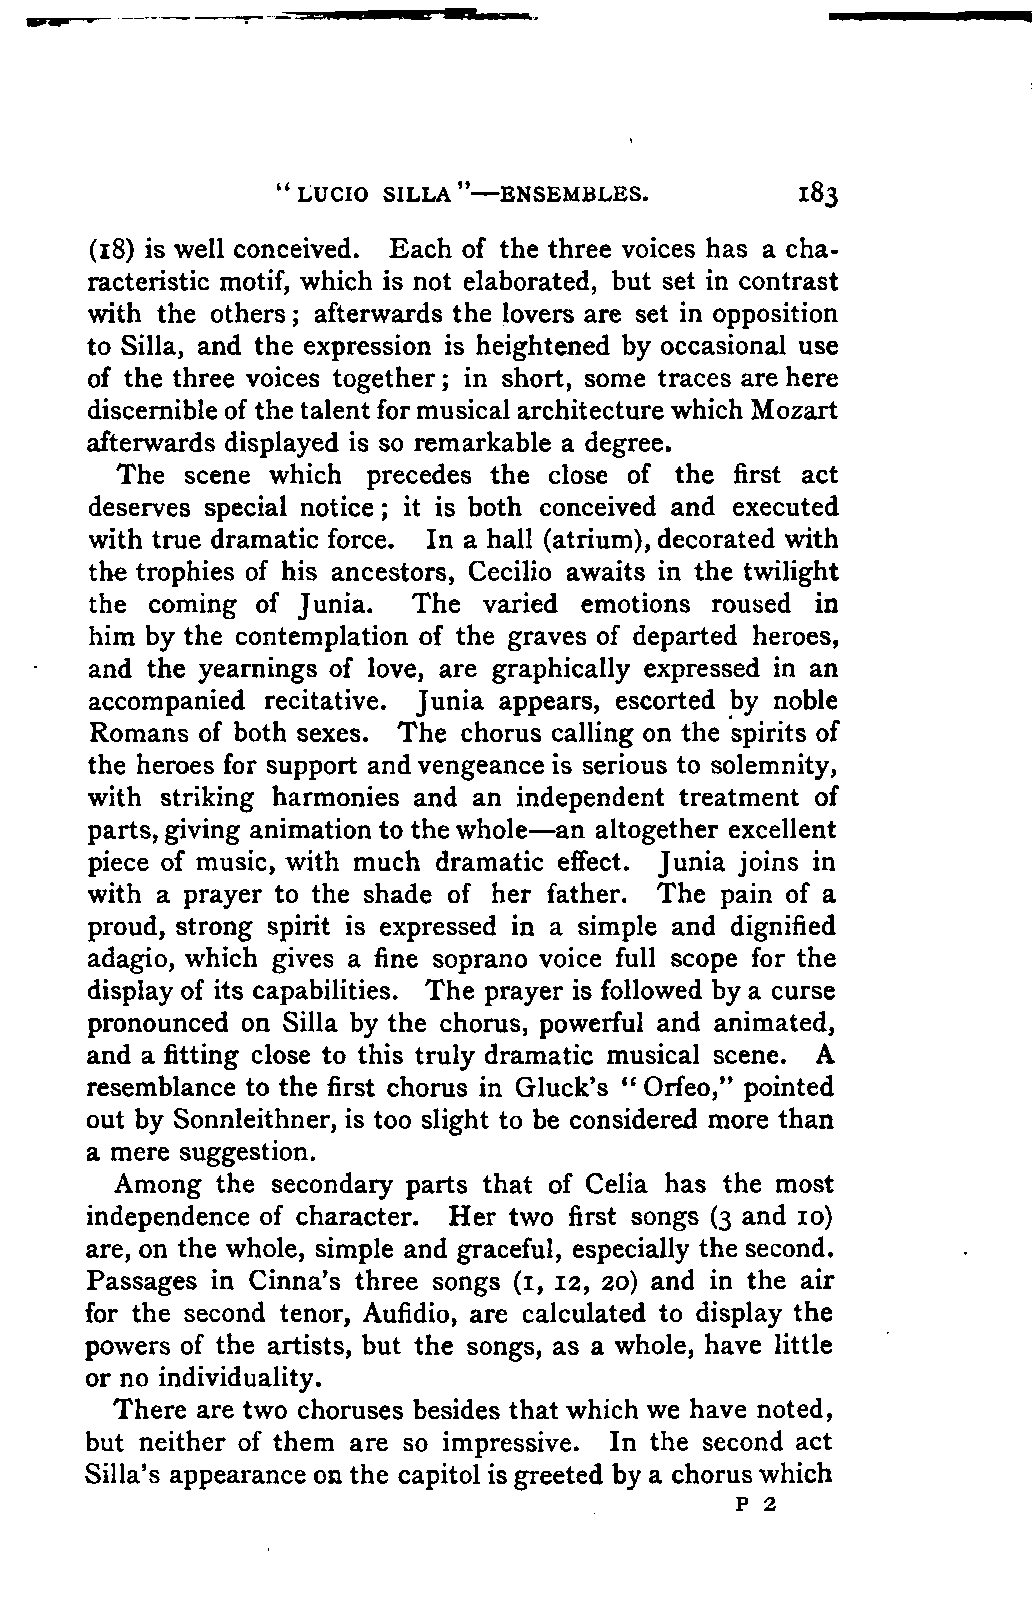 "LUCIO SILLA"—ENSEMBLES. 183
(18) is well conceived. Each of the three voices has a cha-
racteristic motif, which is not elaborated, but set in contrast
with the others; afterwards the lovers are set in opposition
to Silla, and the expression is heightened by occasional use
of the three voices together; in short, some traces are here
discernible of the talent for musical architecture which Mozart
afterwards displayed is so remarkable a degree.
The scene which precedes the close of the first act
deserves special notice; it is both conceived and executed
with true dramatic force. In a hall (atrium), decorated with
the trophies of his ancestors, Cecilio awaits in the twilight
the coming of Junia. The varied emotions roused in
him by the contemplation of the graves of departed heroes,
and the yearnings of love, are graphically expressed in an
accompanied recitative. Junia appears, escorted by noble
Romans of both sexes. The chorus calling on the spirits of
the heroes for support and vengeance is serious to solemnity,
with striking harmonies and an independent treatment of
parts, giving animation to the whole—an altogether excellent
piece of music, with much dramatic effect. Junia joins in
with a prayer to the shade of her father. The pain of a
proud, strong spirit is expressed in a simple and dignified
adagio, which gives a fine soprano voice full scope for the
display of its capabilities. The prayer is followed by a curse
pronounced on Silla by the chorus, powerful and animated,
and a fitting close to this truly dramatic musical scene. A
resemblance to the first chorus in Gluck's "Orfeo," pointed
out by Sonnleithner, is too slight to be considered more than
a mere suggestion.
Among the secondary parts that of Celia has the most
independence of character. Her two first songs (3 and 10)
are, on the whole, simple and graceful, especially the second.
Passages in Cinna's three songs (1, 12, 20) and in the air
for the second tenor, Aufidio, are calculated to display the
powers of the artists, but the songs, as a whole, have little
or no individuality.
There are two choruses besides that which we have noted,
but neither of them are so impressive. In the second act
Silla's appearance on the capitol is greeted by a chorus which
P 2